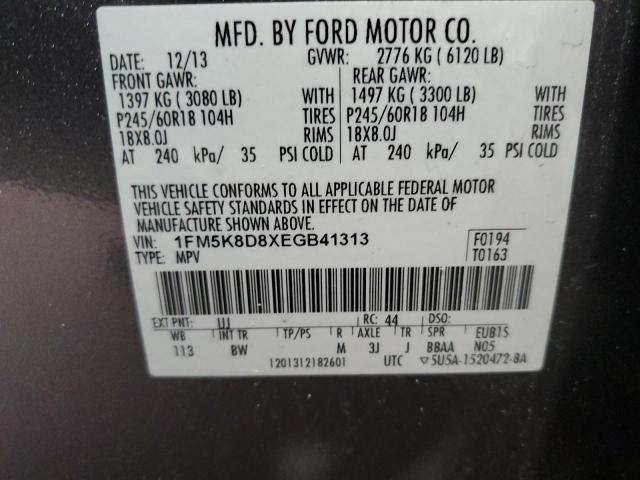 MFD. BY FORD MOTOR CO.
DATE: 12/13 GVWR: 2776 KG ( 6120 LB)
FRONT GAWR: REAR GAWR:
1397 KG ( 3080 LB) WITH 1497 KG ( 3300 LB) WITH
P245/60R18 104H TIRES P245/60R18 104H TIRES
18X8.0J RIMS 18X8.0J RIMS
AT 240 kPa/ 35 PSI COLD AT 240 kPa/ 35 PSI COLD
THIS VEHICLE CONFORMS TO ALL APPLICABLE FEDERAL MOTOR
VEHICLE SAFETY STANDARDS IN EFFECT ON THE DATE OF
MANUFACTURE SHOWN ABOVE.
VIN: 1FM5K8D8XEGB41313 F0194
TYPE: MPV T0163
EXT PNT: UJ RC: 44 DSO:
WB INT TR TP/PS R AXLE TR SPR EUB1S
113 BW M 3J J BBAA N05
1201312182601 UTC ▽5U5A-1520472-BA